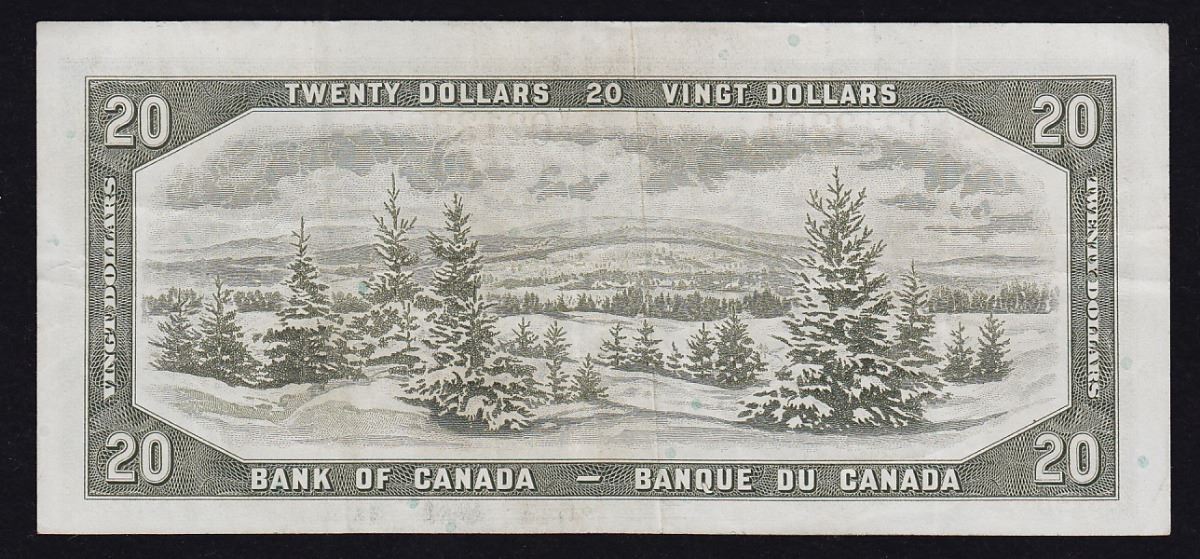 20
TWENTY DOLLARS 20 VINGT DOLLARS
20
VINGT DOLLARS
TWENTY DOLLARS
20
BANK OF CANADA — BANQUE DU CANADA
20